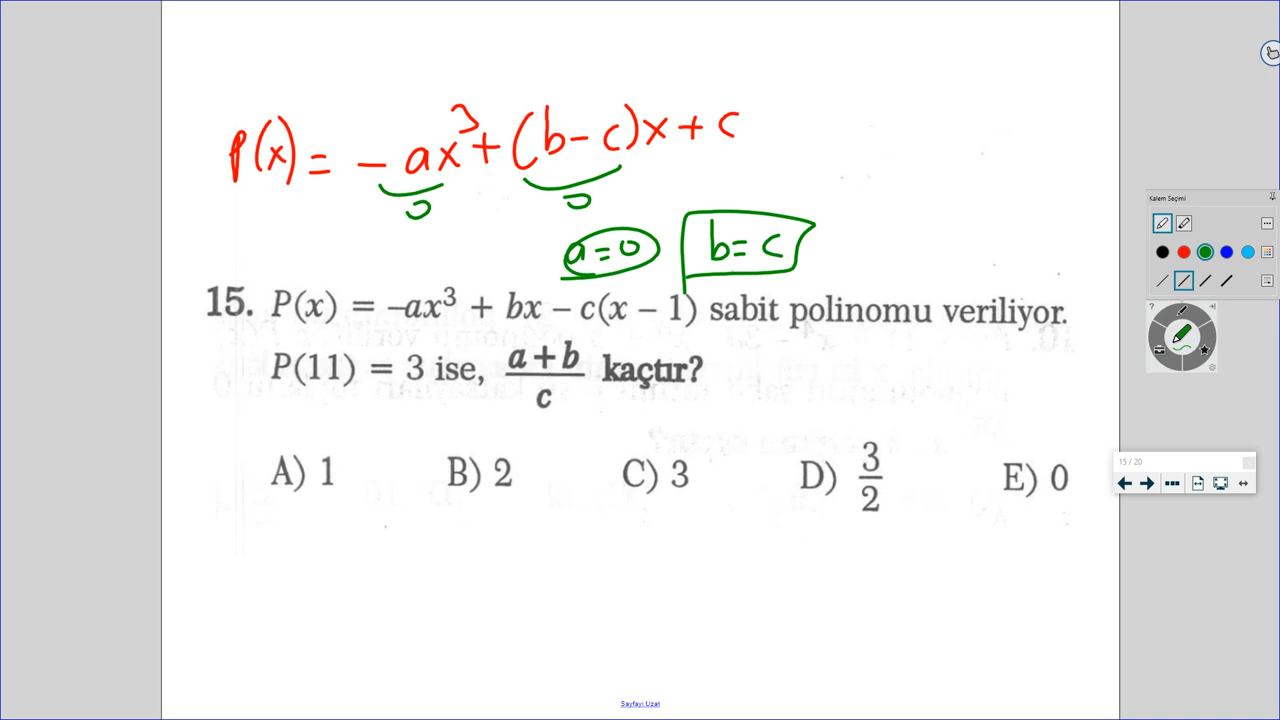 P(x) = -ax³ + (b-c)x + c
0 0
a=0 b=c
15. P(x) = –ax³ + bx – c(x – 1) sabit polinomu veriliyor.
P(11) = 3 ise, (a+b)/c kaçtır?
A) 1 B) 2 C) 3 D) 3/2 E) 0
Kalem Seçimi
15 / 20
Sayfayı Uzat